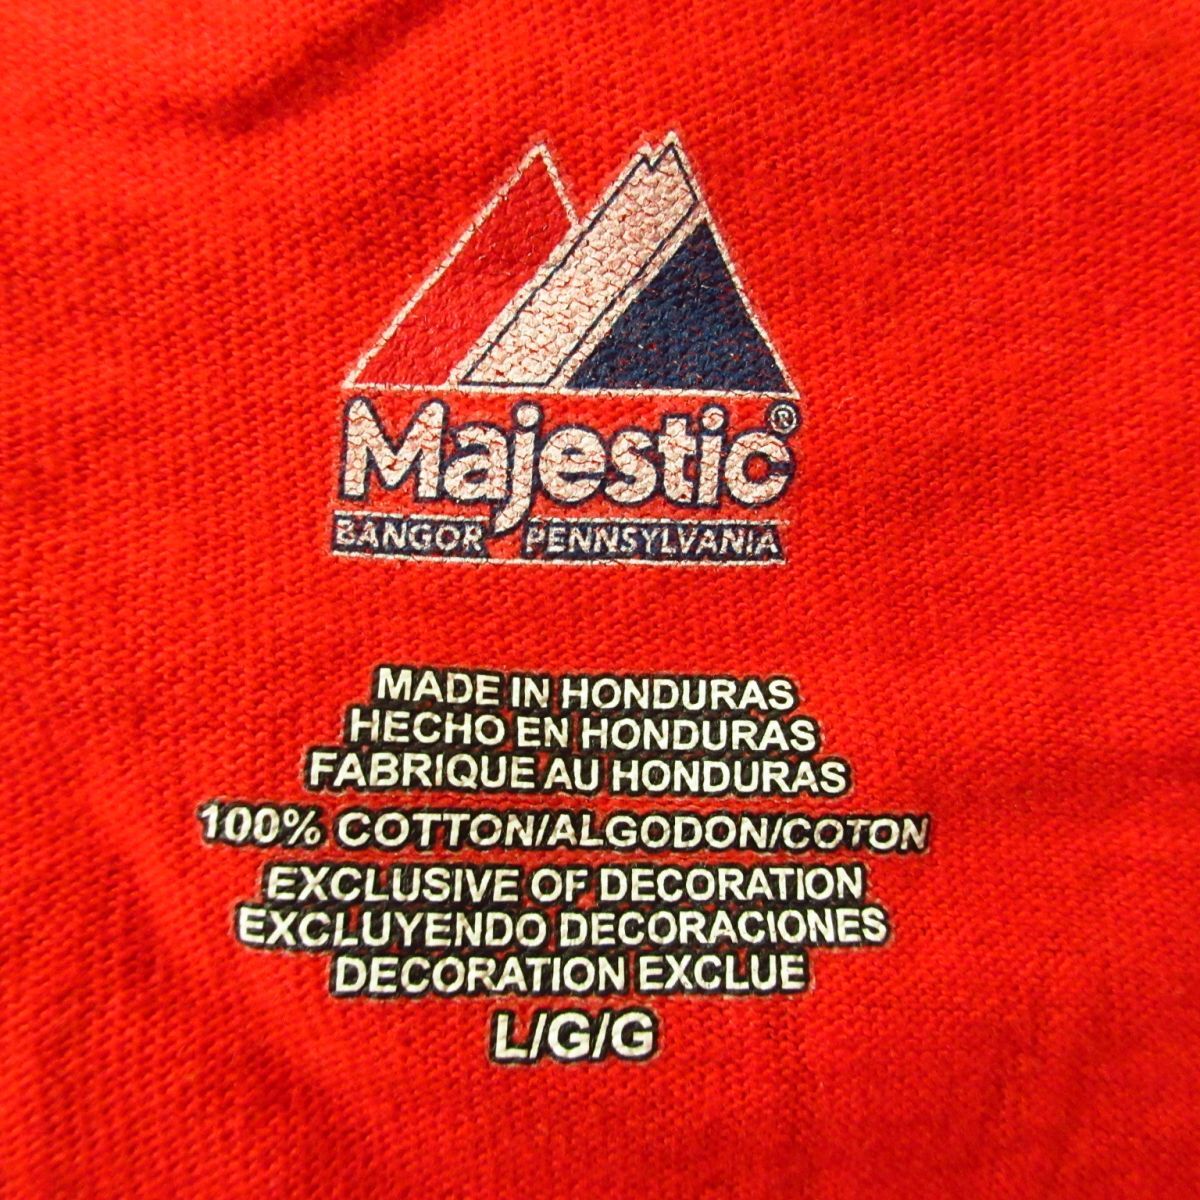 Majestic®
BANGOR PENNSYLVANIA
MADE IN HONDURAS
HECHO EN HONDURAS
FABRIQUE AU HONDURAS
100% COTTON/ALGODON/COTON
EXCLUSIVE OF DECORATION
EXCLUYENDO DECORACIONES
DECORATION EXCLUE
L/G/G